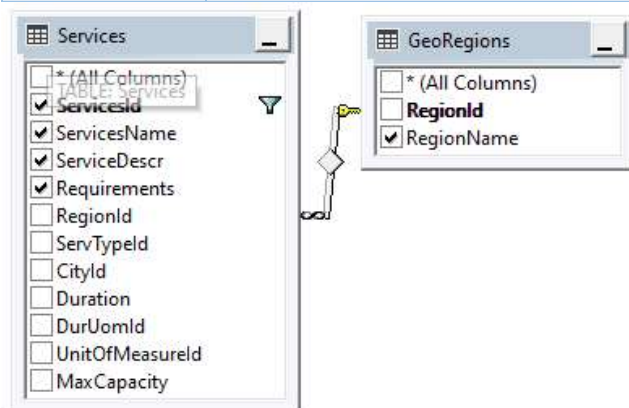 Services
* (All Columns)
TABLE: Services
ServicesId
ServicesName
ServiceDescr
Requirements
RegionId
ServTypeId
CityId
Duration
DurUomId
UnitOfMeasureId
MaxCapacity
GeoRegions
* (All Columns)
RegionId
RegionName